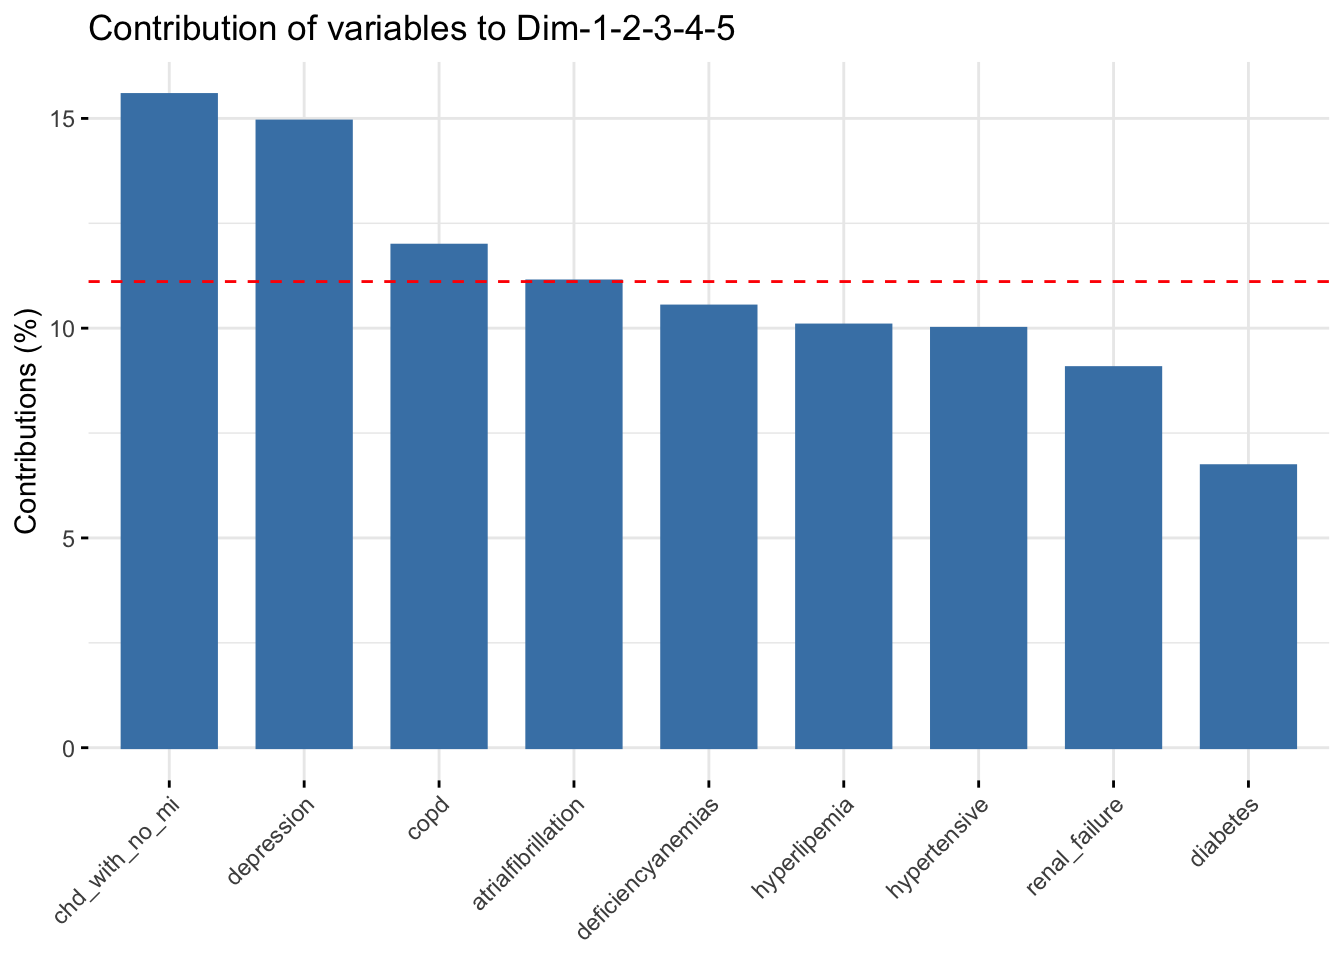 Contribution of variables to Dim-1-2-3-4-5
Contributions (%)
15
10
5
0
chd_with_no_mi
depression
copd
atrialfibrillation
deficiencyanemias
hyperlipemia
hypertensive
renal_failure
diabetes